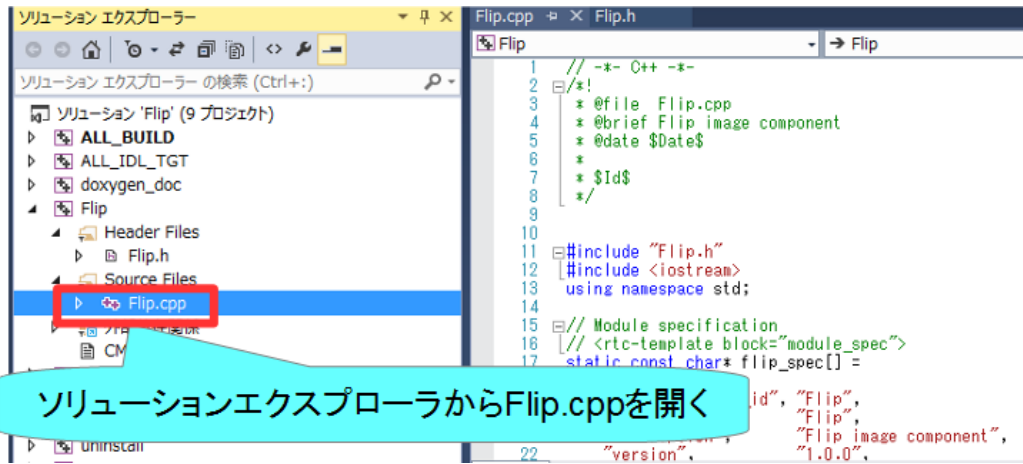 ソリューション エクスプローラー
ソリューション エクスプローラー の検索 (Ctrl+:)
ソリューション 'Flip' (9 プロジェクト)
ALL_BUILD
ALL_IDL_TGT
doxygen_doc
Flip
Header Files
Flip.h
Source Files
Flip.cpp
CM
ソリューションエクスプローラからFlip.cppを開く
uninstall
Flip.cpp Flip.h
Flip Flip
1 // -*- C++ -*-
2 /*!
3 * @file Flip.cpp
4 * @brief Flip image component
5 * @date $Date$
6 *
7 * $Id$
8 */
9
10
11 #include "Flip.h"
12 #include <iostream>
13 using namespace std;
14
15 // Module specification
16 // <rtc-template block="module_spec">
17 static const char* flip_spec[] =
_id", "Flip",
"Flip",
"Flip image component",
22 "version", "1.0.0",